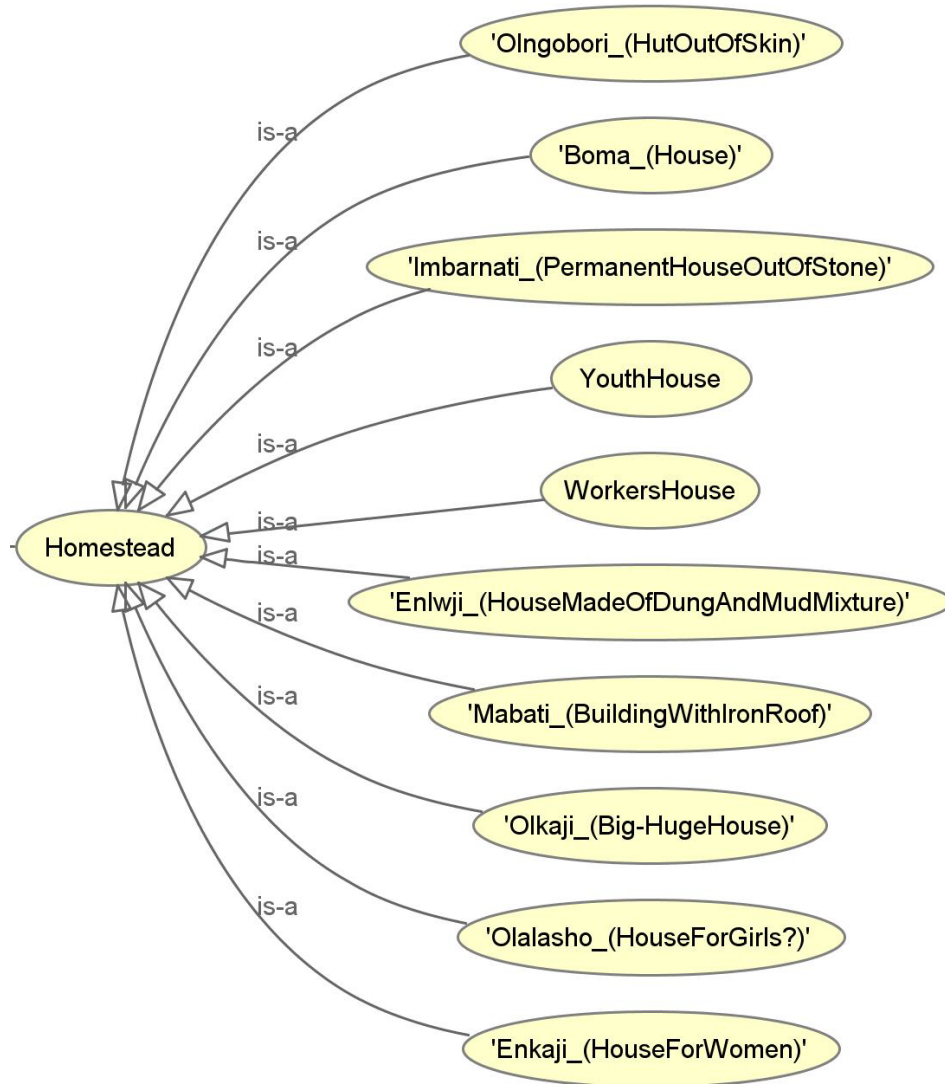 'Olngobori_(HutOutOfSkin)'
is-a
'Boma_(House)'
is-a
'Imbarnati_(PermanentHouseOutOfStone)'
is-a
YouthHouse
is-a
WorkersHouse
is-a
Homestead
is-a
'Enlwji_(HouseMadeOfDungAndMudMixture)'
is-a
'Mabati_(BuildingWithIronRoof)'
is-a
'Olkaji_(Big-HugeHouse)'
is-a
'Olalasho_(HouseForGirls?)'
is-a
'Enkaji_(HouseForWomen)'